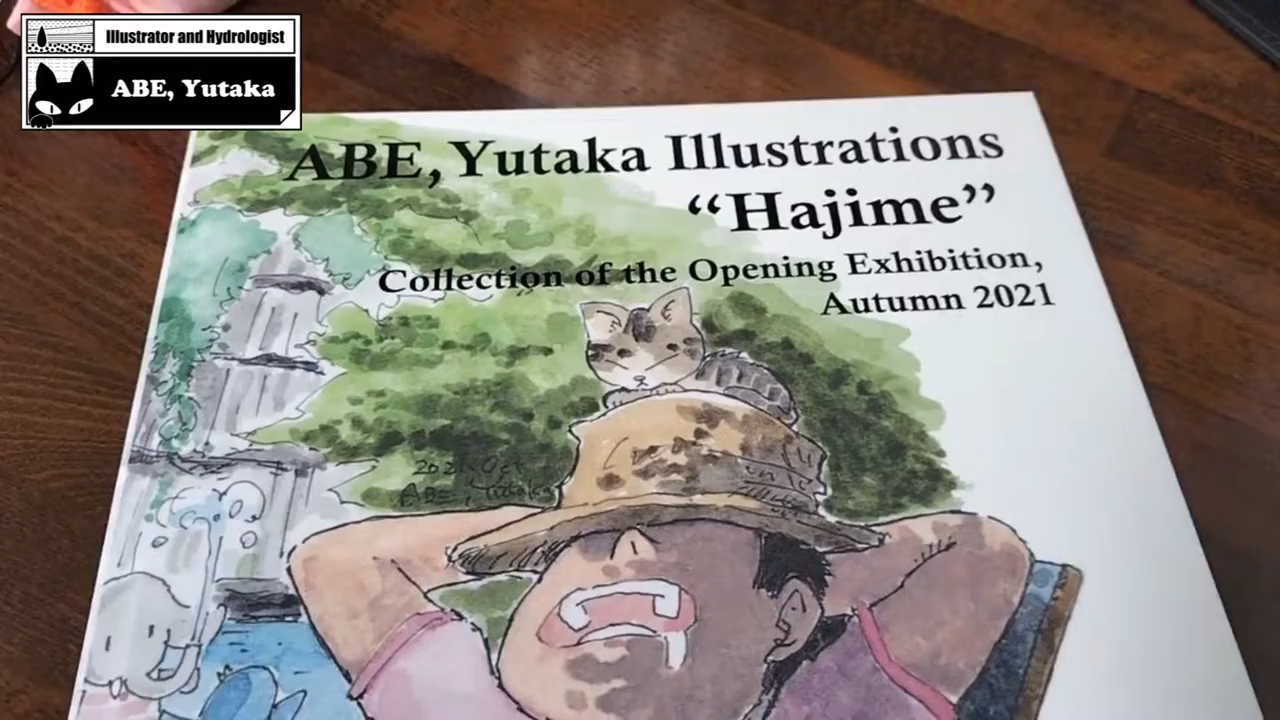 Illustrator and Hydrologist
ABE, Yutaka
ABE, Yutaka Illustrations
“Hajime”
Collection of the Opening Exhibition,
Autumn 2021
2021 Oct
ABE, Yutaka